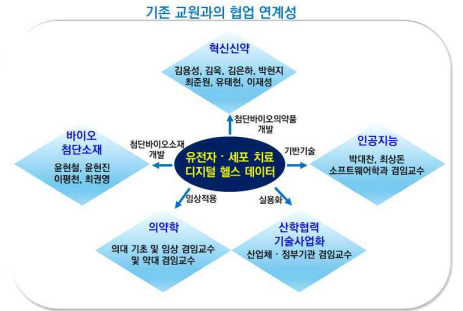 기존 교원과의 협업 연계성
혁신신약
김용성, 김욱, 김은하, 박현지
최준원, 유태현, 이재성
첨단바이오의약품
개발
바이오
첨단소재
윤현철, 윤현진
이평천, 최권영
첨단바이오소재
개발
유전자 · 세포 치료
디지털 헬스 데이터
기반기술
인공지능
박대찬, 최상돈
소프트웨어학과 겸임교수
임상적용
실용화
의약학
의대 기초 및 임상 겸임교수
및 약대 겸임교수
산학협력
기술사업화
산업체 · 정부기관 겸임교수